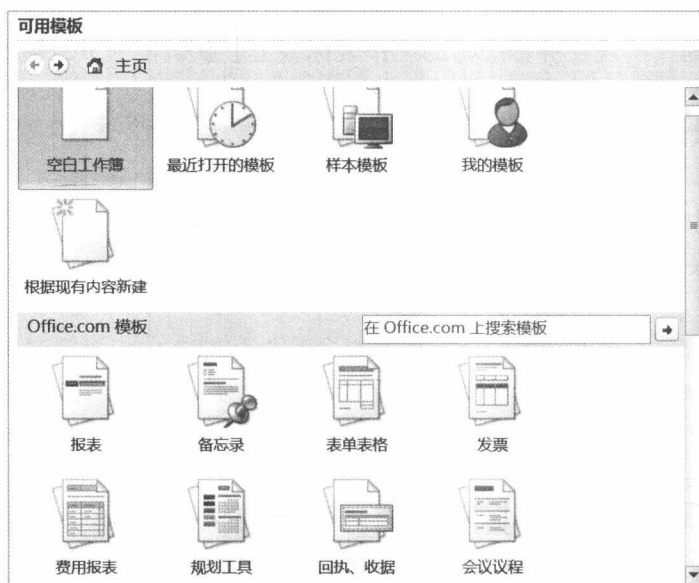 可用模板
主页
空白工作簿 最近打开的模板 样本模板 我的模板
根据现有内容新建
Office.com 模板 在 Office.com 上搜索模板
报表 备忘录 表单表格 发票
费用报表 规划工具 回执、收据 会议议程